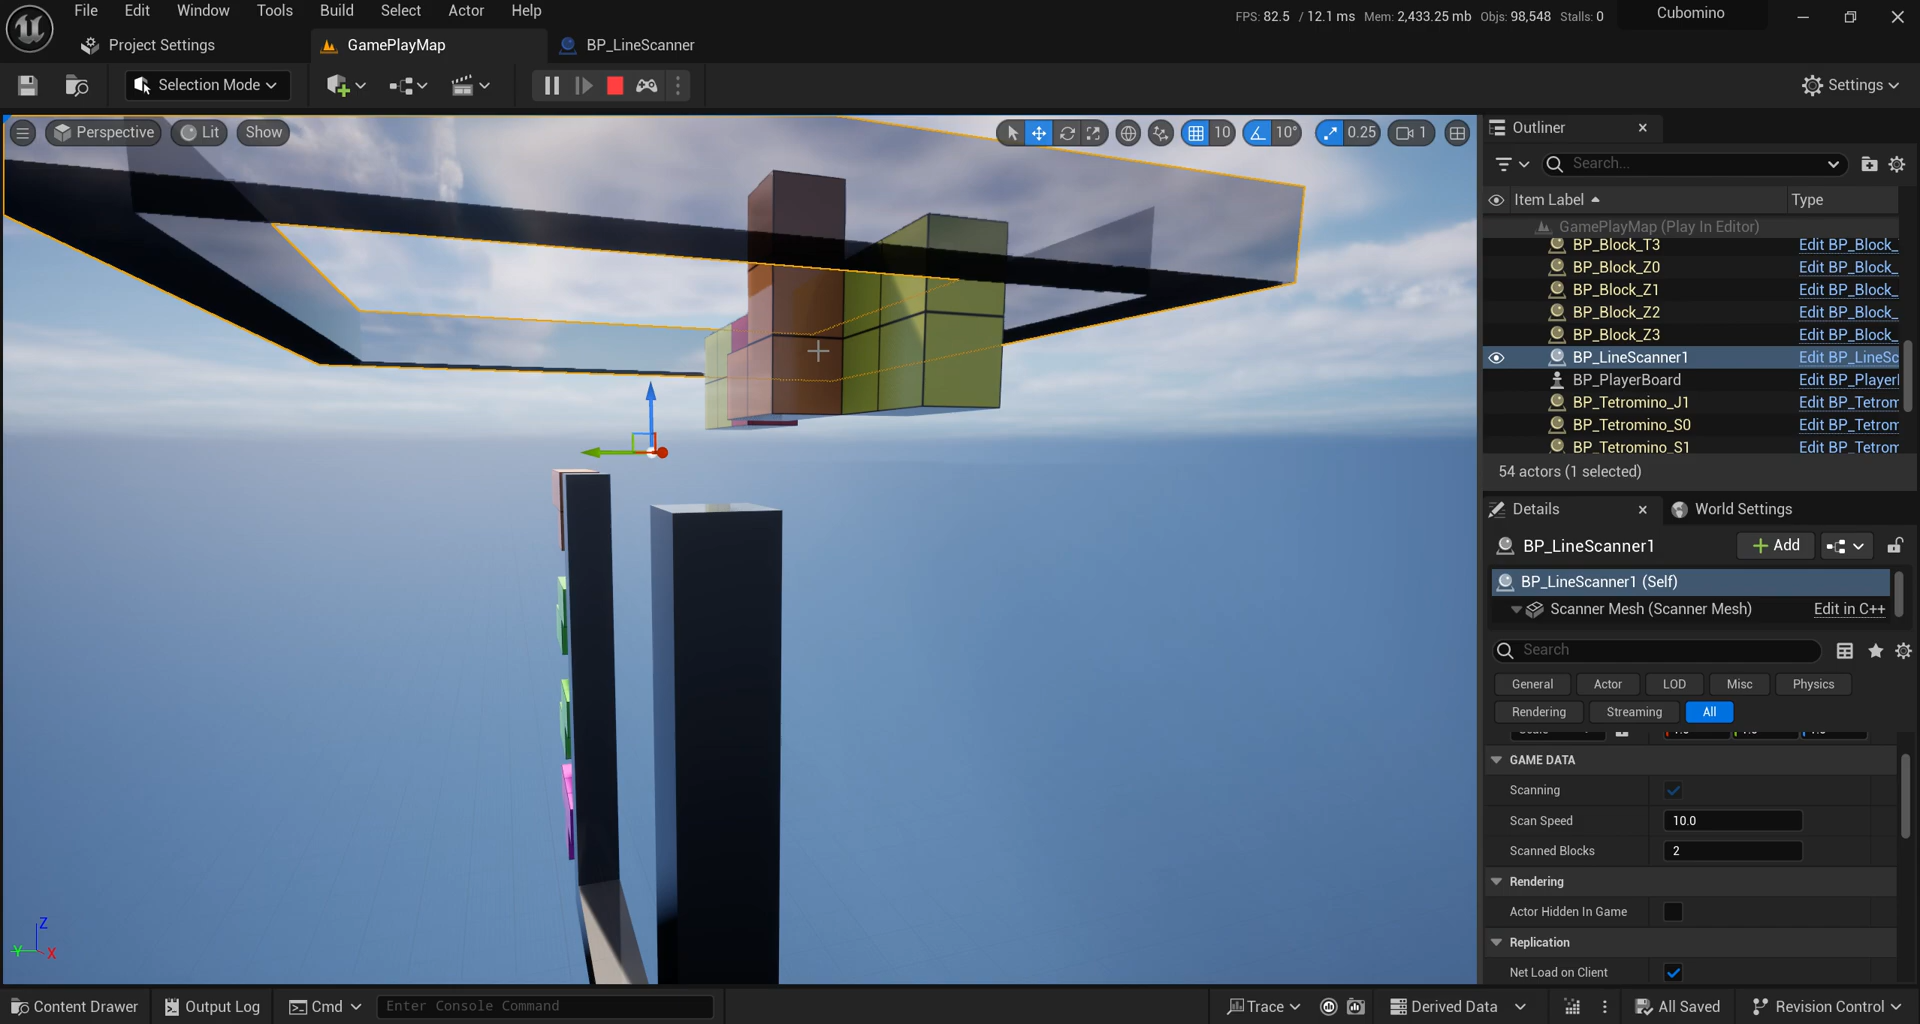 File Edit Window Tools Build Select Actor Help
FPS: 82.5 / 12.1 ms Mem: 2,433.25 mb Objs: 98,548 Stalls: 0
Cubomino
Project Settings
GamePlayMap
BP_LineScanner
Selection Mode
Settings
Perspective
Lit
Show
10
10°
0.25
1
Outliner
Search...
Item Label
Type
GamePlayMap (Play In Editor)
BP_Block_T3 Edit BP_Block_
BP_Block_Z0 Edit BP_Block_
BP_Block_Z1 Edit BP_Block_
BP_Block_Z2 Edit BP_Block_
BP_Block_Z3 Edit BP_Block_
BP_LineScanner1 Edit BP_LineSc
BP_PlayerBoard Edit BP_Player
BP_Tetromino_J1 Edit BP_Tetrom
BP_Tetromino_S0 Edit BP_Tetrom
BP_Tetromino_S1 Edit BP_Tetrom
54 actors (1 selected)
Details
World Settings
BP_LineScanner1
Add
BP_LineScanner1 (Self)
Scanner Mesh (Scanner Mesh) Edit in C++
Search
General Actor LOD Misc Physics
Rendering Streaming All
GAME DATA
Scanning
Scan Speed 10.0
Scanned Blocks 2
Rendering
Actor Hidden In Game
Replication
Net Load on Client
Z
Y
X
Content Drawer
Output Log
Cmd
Enter Console Command
Trace
Derived Data
All Saved
Revision Control